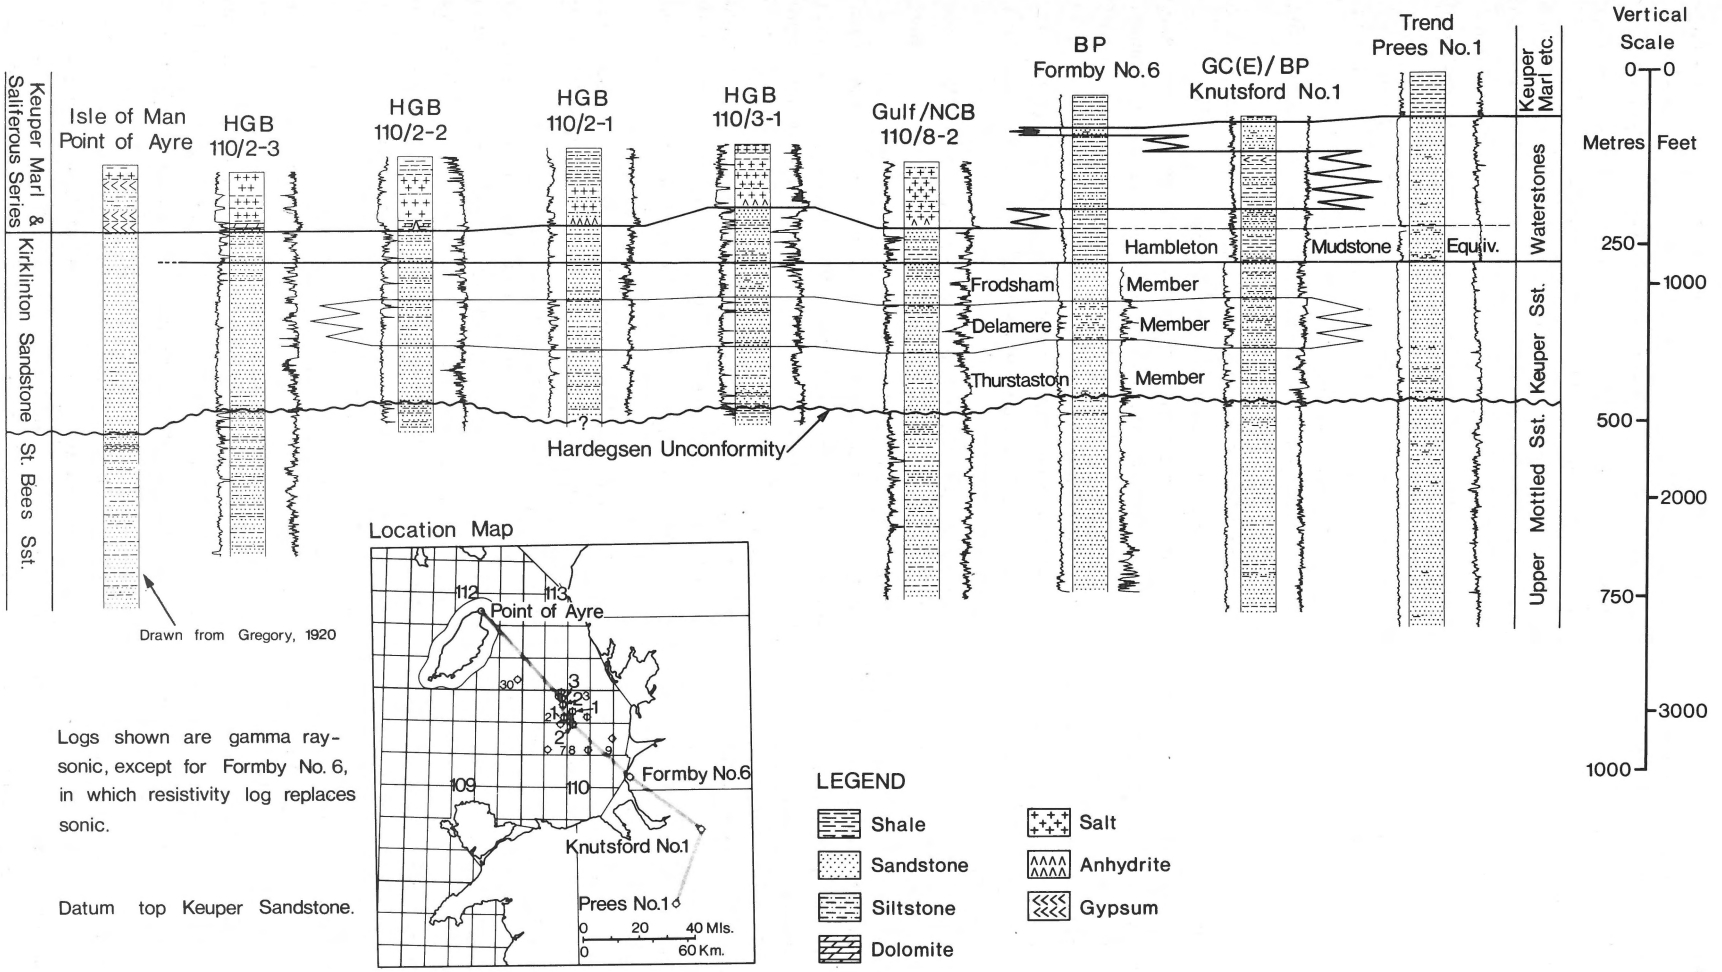 Isle of Man
Point of Ayre
HGB
110/2-3
HGB
110/2-2
HGB
110/2-1
HGB
110/3-1
Gulf/NCB
110/8-2
BP
Formby No.6
GC(E)/BP
Knutsford No.1
Trend
Prees No.1
Vertical
Scale
0 0
Metres Feet
250
1000
500
2000
750
3000
1000
Keuper Marl &
Saliferous Series
Kirklinton Sandstone
St. Bees Sst.
Keuper
Marl etc.
Waterstones
Keuper Sst.
Upper Mottled Sst.
Hambleton Mudstone Equiv.
Frodsham Member
Delamere Member
Thurstaston Member
?
Hardegsen Unconformity
Drawn from Gregory, 1920
Logs shown are gamma ray-
sonic, except for Formby No. 6,
in which resistivity log replaces
sonic.
Datum top Keuper Sandstone.
Location Map
112
113
Point of Ayre
30
3
2 3
1
2 1
2
7 8 9
Formby No.6
109
110
Knutsford No.1
Prees No.1
0 20 40 Mls.
0 60 Km.
LEGEND
Shale
Sandstone
Siltstone
Dolomite
Salt
Anhydrite
Gypsum